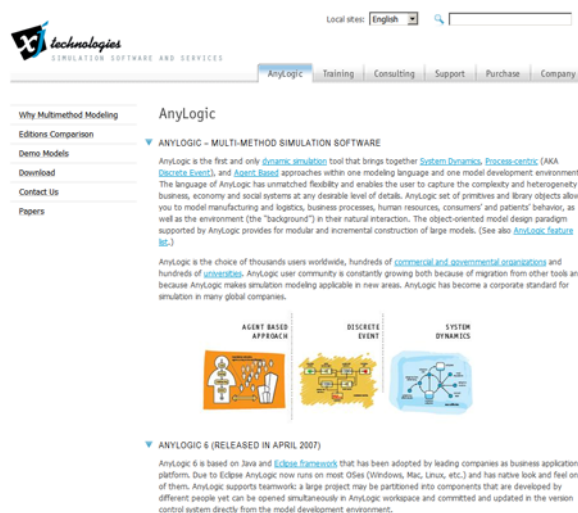 Local sites: English
xj technologies
SIMULATION SOFTWARE AND SERVICES
AnyLogic Training Consulting Support Purchase Company
Why Multimethod Modeling
Editions Comparison
Demo Models
Download
Contact Us
Papers
AnyLogic
ANYLOGIC – MULTI-METHOD SIMULATION SOFTWARE
AnyLogic is the first and only dynamic simulation tool that brings together System Dynamics, Process-centric (AKA
Discrete Event), and Agent Based approaches within one modeling language and one model development environment
The language of AnyLogic has unmatched flexibility and enables the user to capture the complexity and heterogeneity
business, economy and social systems at any desirable level of details. AnyLogic set of primitives and library objects allow
you to model manufacturing and logistics, business processes, human resources, consumers' and patients' behavior, as
well as the environment (the "background") in their natural interaction. The object-oriented model design paradigm
supported by AnyLogic provides for modular and incremental construction of large models. (See also AnyLogic feature
list.)
AnyLogic is the choice of thousands users worldwide, hundreds of commercial and governmental organizations and
hundreds of universities. AnyLogic user community is constantly growing both because of migration from other tools an
because AnyLogic makes simulation modeling applicable in new areas. AnyLogic has become a corporate standard for
simulation in many global companies.
AGENT BASED
APPROACH
DISCRETE
EVENT
SYSTEM
DYNAMICS
ANYLOGIC 6 (RELEASED IN APRIL 2007)
AnyLogic 6 is based on Java and Eclipse framework that has been adopted by leading companies as business application
platform. Due to Eclipse AnyLogic now runs on most OSes (Windows, Mac, Linux, etc.) and has native look and feel on
of them. AnyLogic supports teamwork: a large project may be partitioned into components that are developed by
different people yet can be opened simultaneously in AnyLogic workspace and committed and updated in the version
control system directly from the model development environment.